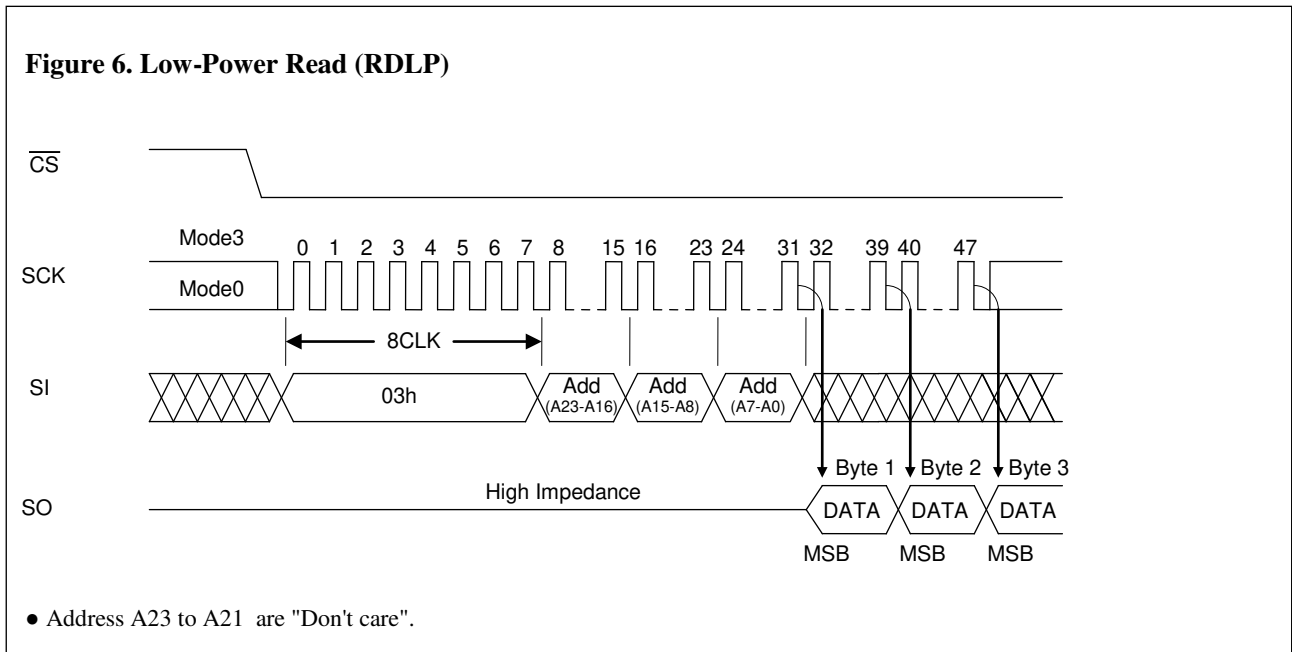 Figure 6. Low-Power Read (RDLP)
CS
Mode3
0 1 2 3 4 5 6 7 8 15 16 23 24 31 32 39 40 47
SCK
Mode0
8CLK
SI
03h
Add
(A23-A16)
Add
(A15-A8)
Add
(A7-A0)
Byte 1
Byte 2
Byte 3
High Impedance
SO
DATA
DATA
DATA
MSB
MSB
MSB
● Address A23 to A21 are "Don't care".